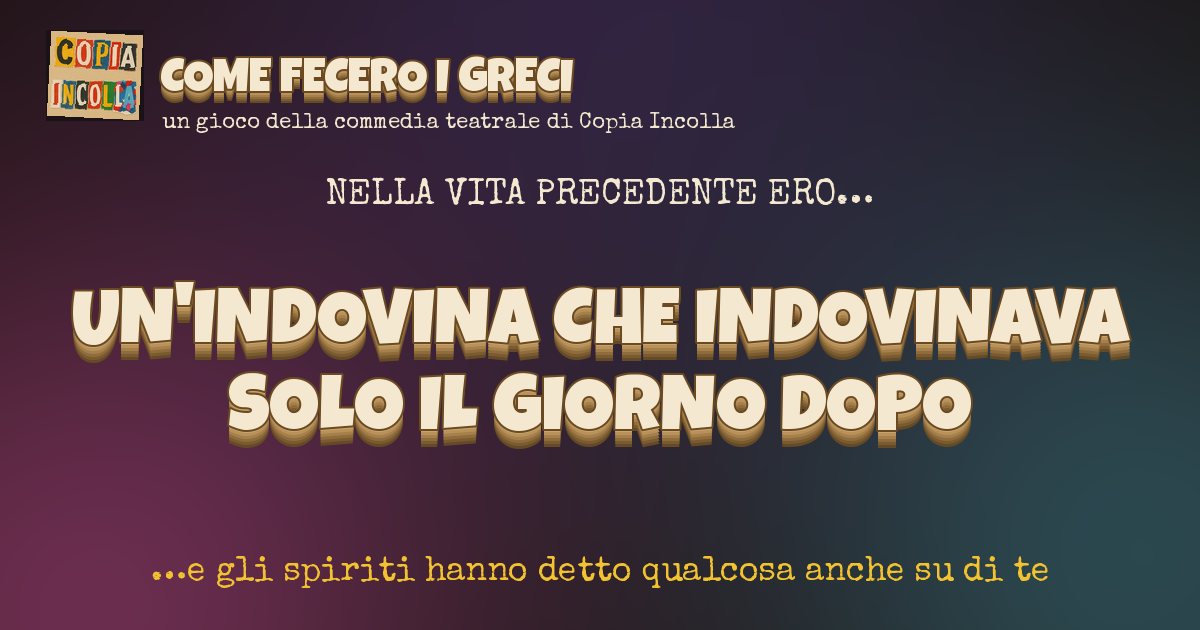 COPIA
INCOLLA
COME FECERO I GRECI
un gioco della commedia teatrale di Copia Incolla
NELLA VITA PRECEDENTE ERO...
UN'INDOVINA CHE INDOVINAVA
SOLO IL GIORNO DOPO
...e gli spiriti hanno detto qualcosa anche su di te